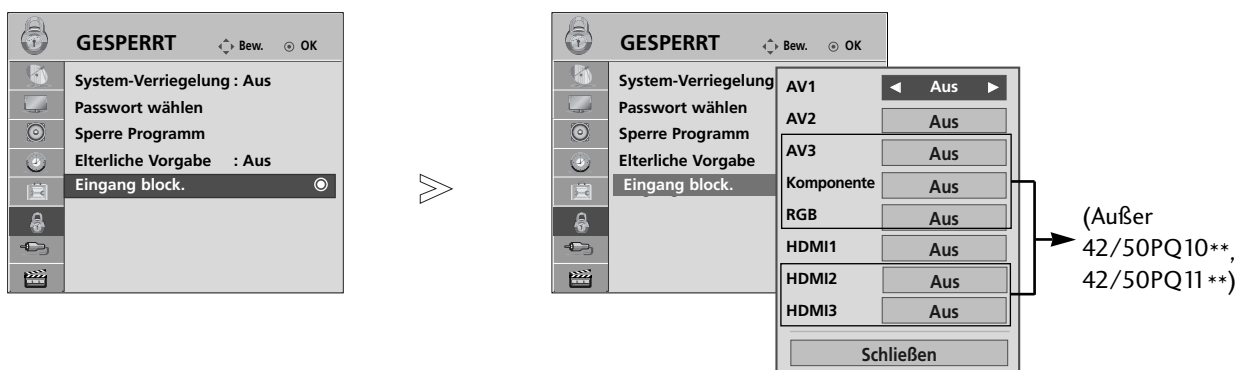 GESPERRT Bew. OK
System-Verriegelung : Aus
Passwort wählen
Sperre Programm
Elterliche Vorgabe : Aus
Eingang block.
GESPERRT Bew. OK
System-Verriegelung
Passwort wählen
Sperre Programm
Elterliche Vorgabe
Eingang block.
AV1 ◀ Aus ▶
AV2 Aus
AV3 Aus
Komponente Aus
RGB Aus
HDMI1 Aus
HDMI2 Aus
HDMI3 Aus
Schließen
(Außer
42/50PQ10**,
42/50PQ11**)